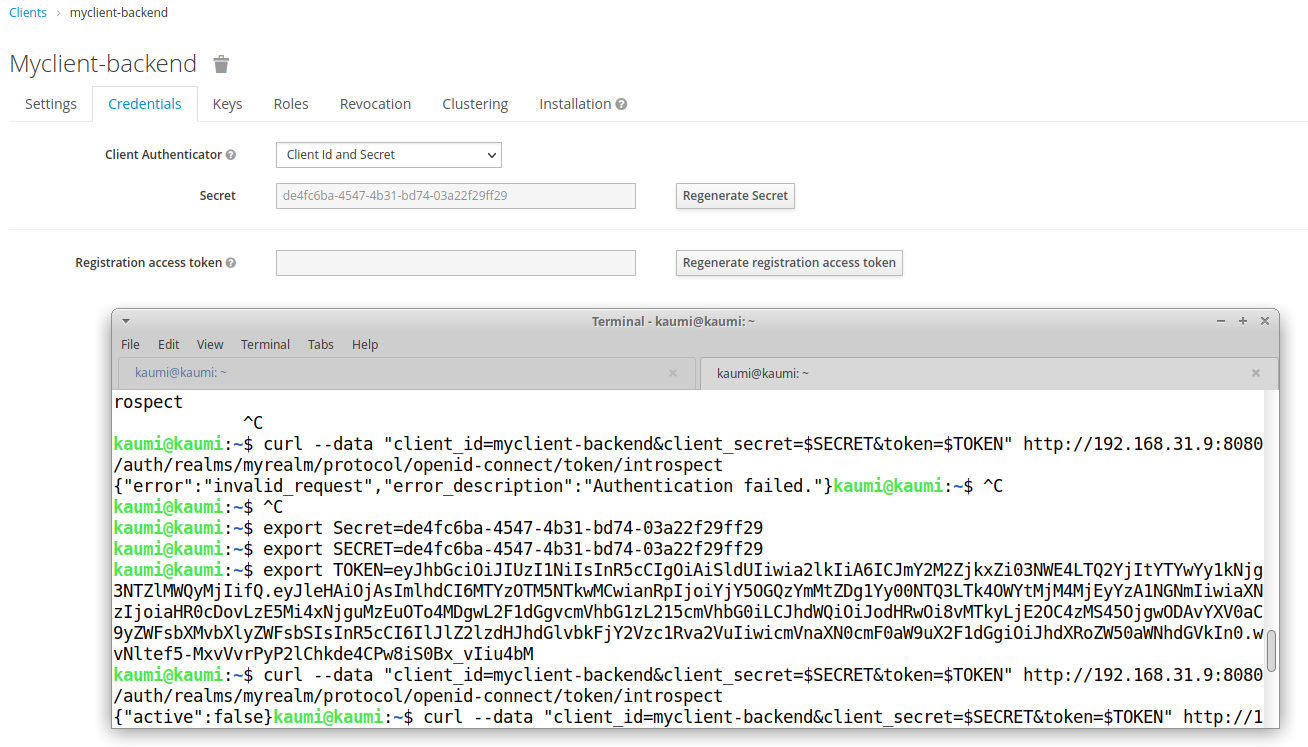 Clients › myclient-backend
Myclient-backend
Settings Credentials Keys Roles Revocation Clustering Installation
Client Authenticator Client Id and Secret
Secret de4fc6ba-4547-4b31-bd74-03a22f29ff29 Regenerate Secret
Registration access token Regenerate registration access token
Terminal - kaumi@kaumi: ~
File Edit View Terminal Tabs Help
kaumi@kaumi: ~ kaumi@kaumi: ~
rospect
^C
kaumi@kaumi:~$ curl --data "client_id=myclient-backend&client_secret=$SECRET&token=$TOKEN" http://192.168.31.9:8080
/auth/realms/myrealm/protocol/openid-connect/token/introspect
{"error":"invalid_request","error_description":"Authentication failed."}kaumi@kaumi:~$ ^C
kaumi@kaumi:~$ ^C
kaumi@kaumi:~$ export Secret=de4fc6ba-4547-4b31-bd74-03a22f29ff29
kaumi@kaumi:~$ export SECRET=de4fc6ba-4547-4b31-bd74-03a22f29ff29
kaumi@kaumi:~$ export TOKEN=eyJhbGciOiJIUzI1NiIsInR5cCIgOiAiSldUIiwia2lkIiA6ICJmY2M2ZjkxZi03NWE4LTQ2YjItYTYwYy1kNjg
3NTZlMWQyMjIifQ.eyJleHAiOjAsImlhdCI6MTYzOTM5NTkwMCwianRpIjoiYjY5OGQzYmMtZDg1Yy00NTQ3LTk4OWYtMjM4MjEyYzA1NGNmIiwiaXN
zIjoiaHR0cDovLzE5Mi4xNjguMzEuOTo4MDgwL2F1dGgvcmVhbG1zL215cmVhbG0iLCJhdWQiOiJodHRwOi8vMTkyLjE2OC4zMS45OjgwODAvYXV0aC
9yZWFsbXMvbXlyZWFsbSIsInR5cCI6IlJlZ2lzdHJhdGlvbkFjY2Vzc1Rva2VuIiwicmVnaXN0cmF0aW9uX2F1dGgiOiJhdXRoZW50aWNhdGVkIn0.w
vNltef5-MxvVvrPyP2lChkde4CPw8iS0Bx_vIiu4bM
kaumi@kaumi:~$ curl --data "client_id=myclient-backend&client_secret=$SECRET&token=$TOKEN" http://192.168.31.9:8080
/auth/realms/myrealm/protocol/openid-connect/token/introspect
{"active":false}kaumi@kaumi:~$ curl --data "client_id=myclient-backend&client_secret=$SECRET&token=$TOKEN" http://1